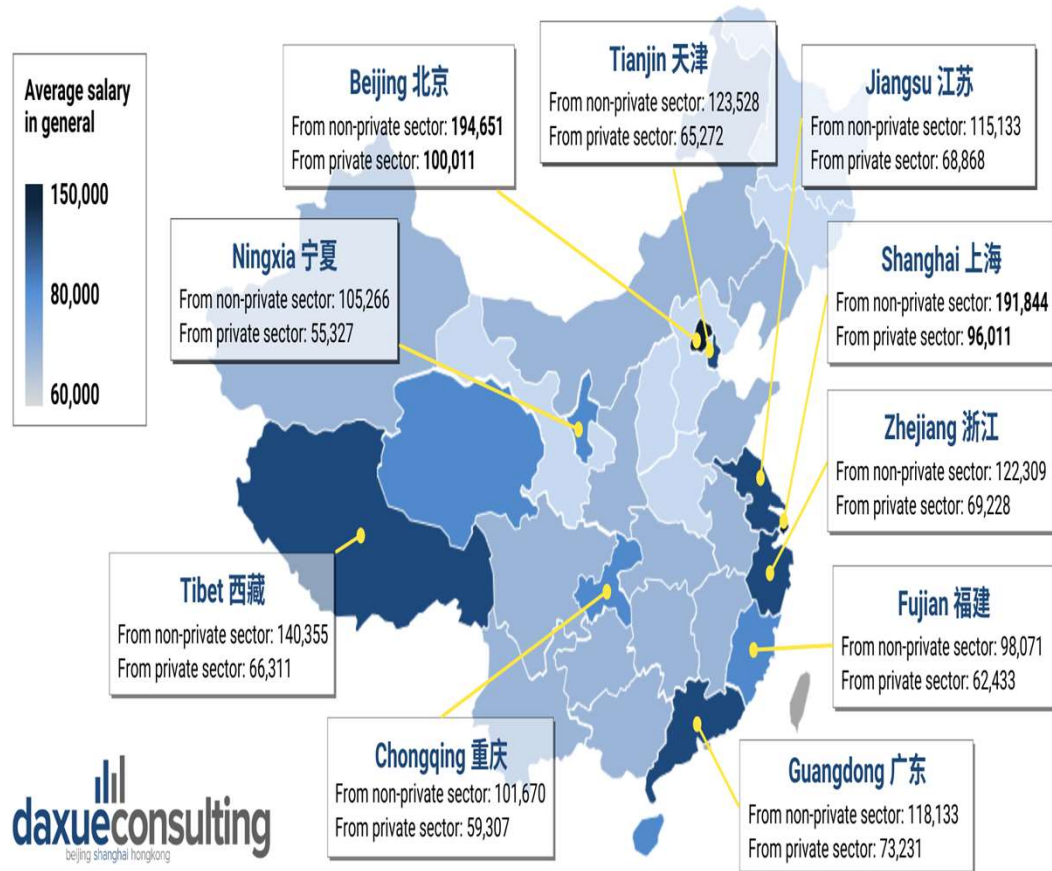 Average salary
in general
150,000
80,000
60,000
Beijing 北京
From non-private sector: 194,651
From private sector: 100,011
Tianjin 天津
From non-private sector: 123,528
From private sector: 65,272
Jiangsu 江苏
From non-private sector: 115,133
From private sector: 68,868
Ningxia 宁夏
From non-private sector: 105,266
From private sector: 55,327
Shanghai 上海
From non-private sector: 191,844
From private sector: 96,011
Zhejiang 浙江
From non-private sector: 122,309
From private sector: 69,228
Tibet 西藏
From non-private sector: 140,355
From private sector: 66,311
Fujian 福建
From non-private sector: 98,071
From private sector: 62,433
Chongqing 重庆
From non-private sector: 101,670
From private sector: 59,307
Guangdong 广东
From non-private sector: 118,133
From private sector: 73,231
daxueconsulting
beijing shanghai hongkong